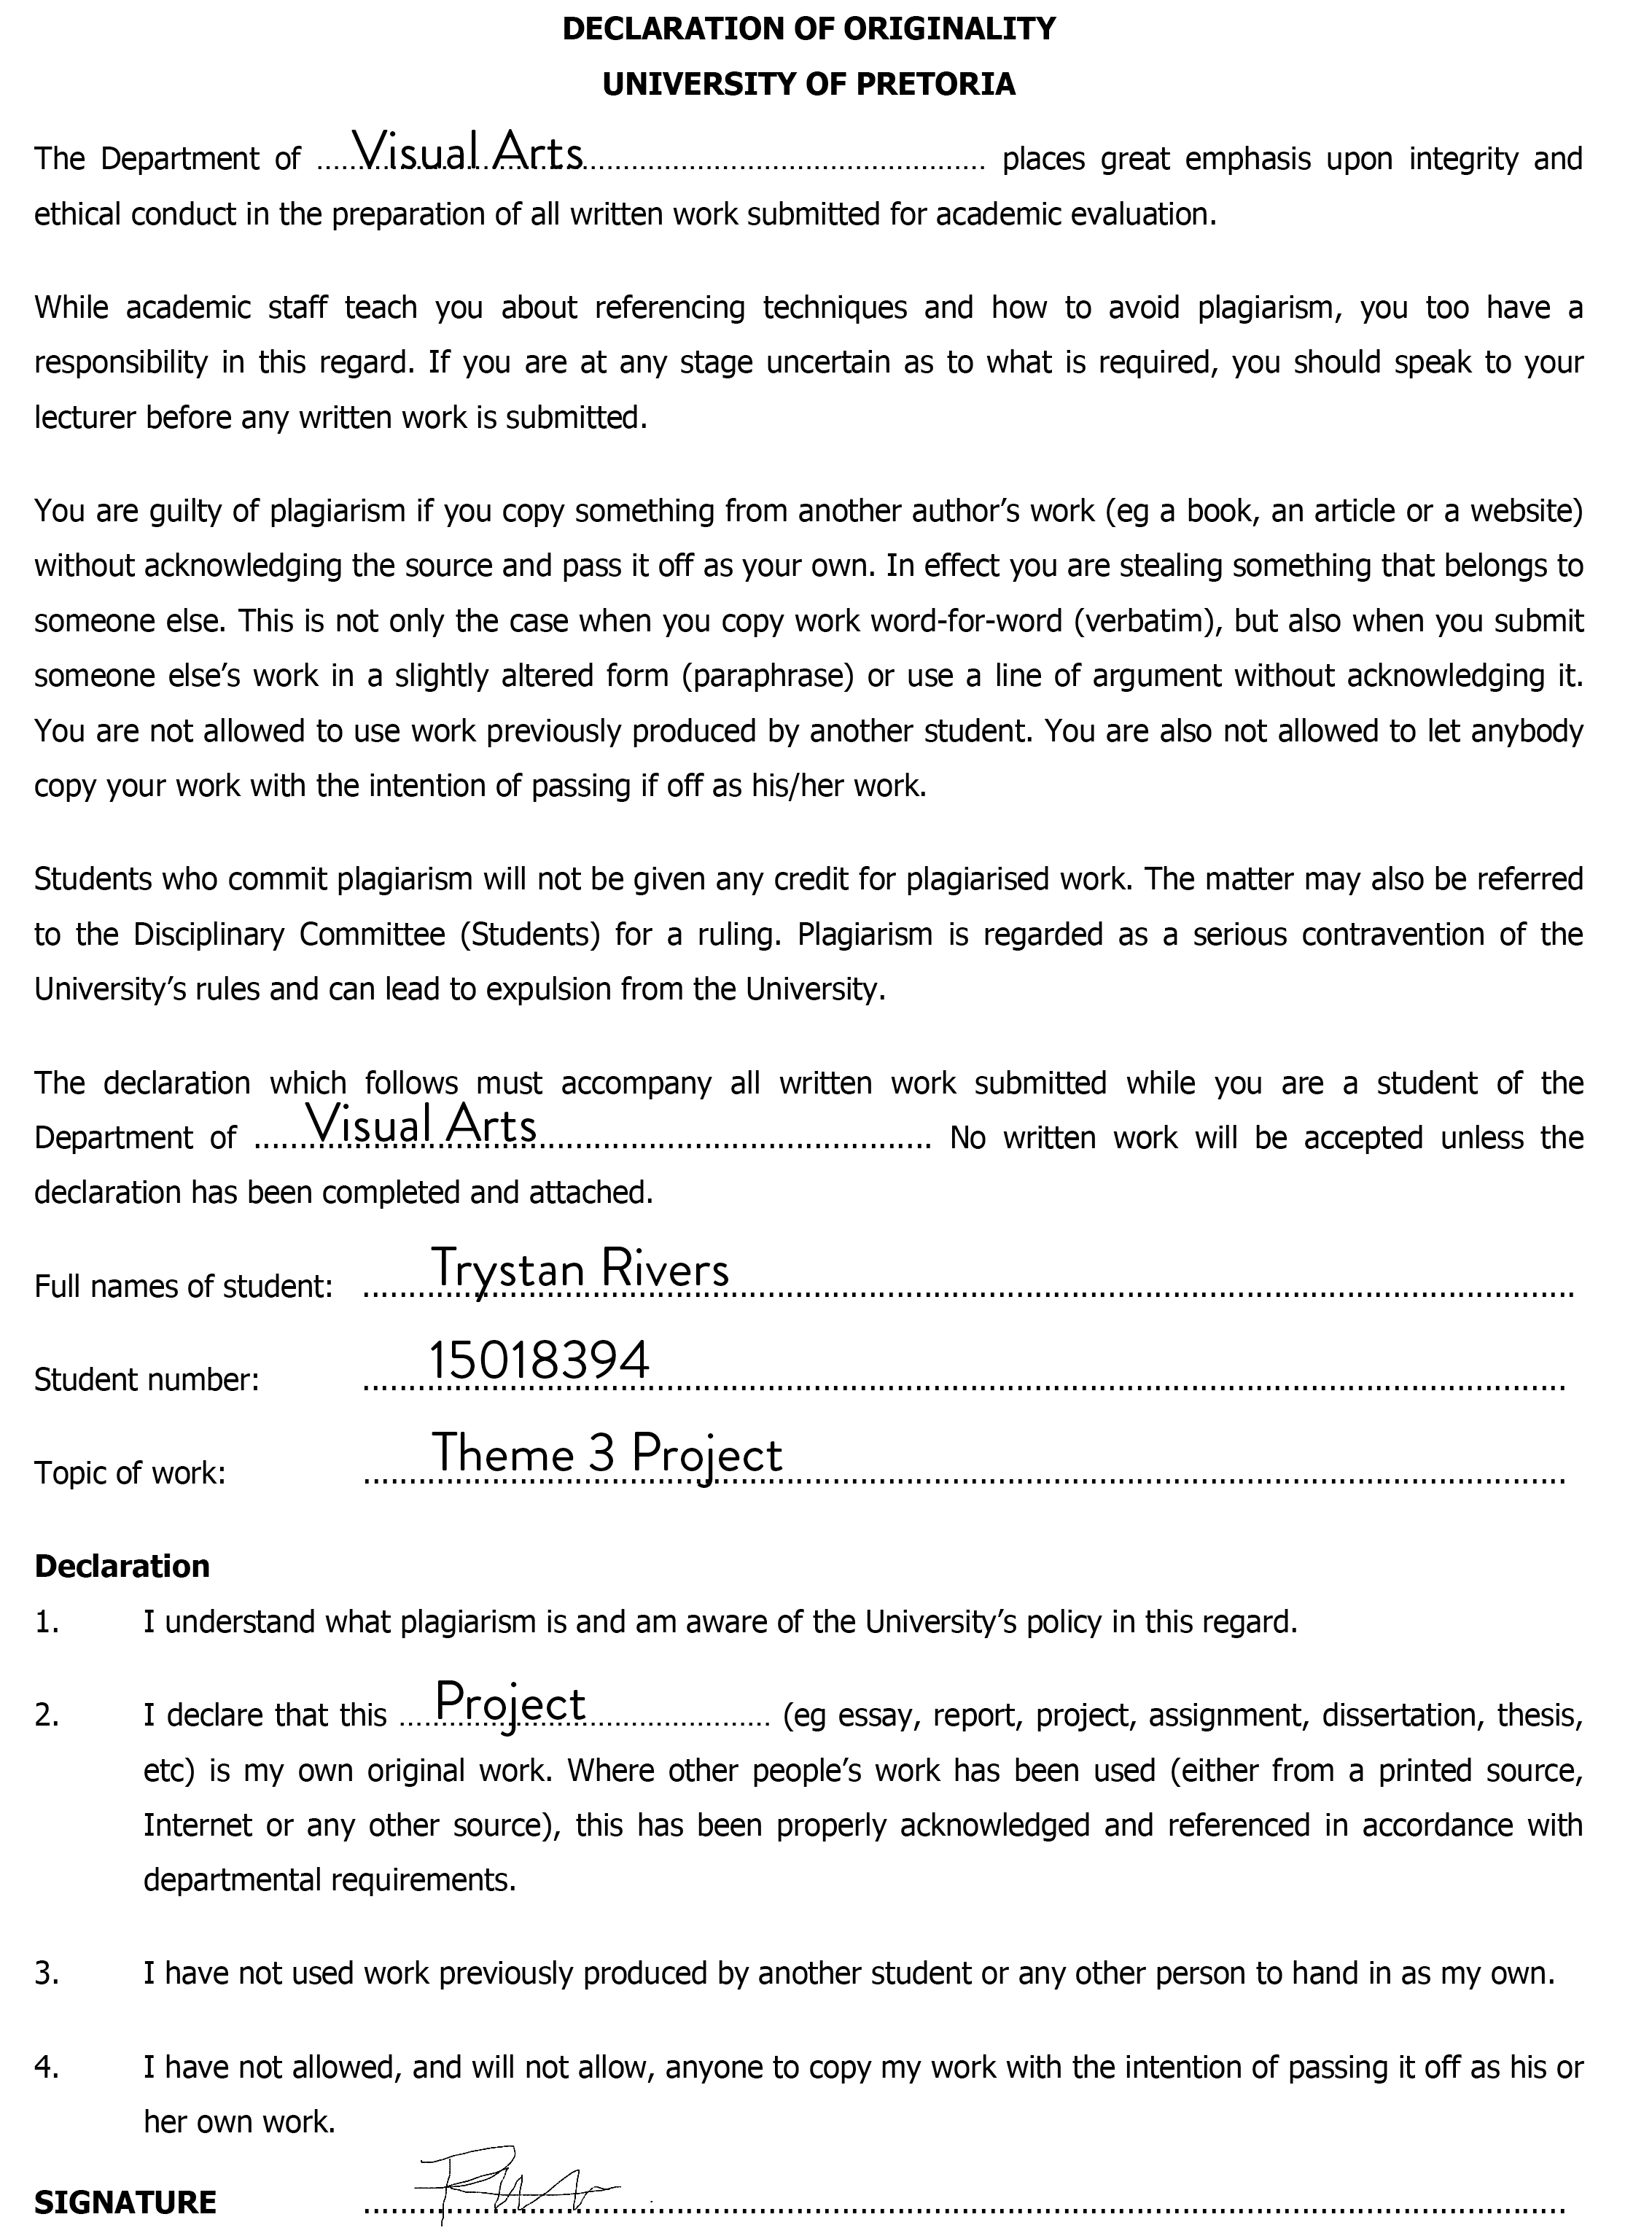 DECLARATION OF ORIGINALITY
UNIVERSITY OF PRETORIA
The Department of .....Visual Arts............................................. places great emphasis upon integrity and
ethical conduct in the preparation of all written work submitted for academic evaluation.
While academic staff teach you about referencing techniques and how to avoid plagiarism, you too have a
responsibility in this regard. If you are at any stage uncertain as to what is required, you should speak to your
lecturer before any written work is submitted.
You are guilty of plagiarism if you copy something from another author’s work (eg a book, an article or a website)
without acknowledging the source and pass it off as your own. In effect you are stealing something that belongs to
someone else. This is not only the case when you copy work word-for-word (verbatim), but also when you submit
someone else’s work in a slightly altered form (paraphrase) or use a line of argument without acknowledging it.
You are not allowed to use work previously produced by another student. You are also not allowed to let anybody
copy your work with the intention of passing if off as his/her work.
Students who commit plagiarism will not be given any credit for plagiarised work. The matter may also be referred
to the Disciplinary Committee (Students) for a ruling. Plagiarism is regarded as a serious contravention of the
University’s rules and can lead to expulsion from the University.
The declaration which follows must accompany all written work submitted while you are a student of the
Department of ......Visual Arts............................................. No written work will be accepted unless the
declaration has been completed and attached.
Full names of student: Trystan Rivers
Student number: 15018394
Topic of work: Theme 3 Project
Declaration
1. I understand what plagiarism is and am aware of the University’s policy in this regard.
2. I declare that this ....Project........................ (eg essay, report, project, assignment, dissertation, thesis,
etc) is my own original work. Where other people’s work has been used (either from a printed source,
Internet or any other source), this has been properly acknowledged and referenced in accordance with
departmental requirements.
3. I have not used work previously produced by another student or any other person to hand in as my own.
4. I have not allowed, and will not allow, anyone to copy my work with the intention of passing it off as his or
her own work.
SIGNATURE